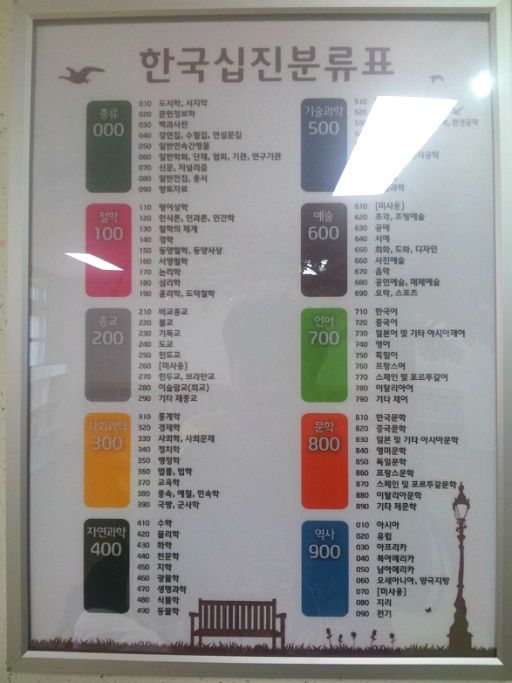 한국십진분류표
총류
000
010 도서학, 서지학
020 문헌정보학
030 백과사전
040 강연집, 수필집, 연설문집
050 일반연속간행물
060 일반학회, 단체, 협회, 기관, 연구기관
070 신문, 저널리즘
080 일반전집, 총서
090 향토자료
철학
100
110 형이상학
120 인식론, 인과론, 인간학
130 철학의 체계
140 경학
150 동양철학, 동양사상
160 서양철학
170 논리학
180 심리학
190 윤리학, 도덕철학
종교
200
210 비교종교
220 불교
230 기독교
240 도교
250 천도교
260 [미사용]
270 힌두교, 브라만교
280 이슬람교(회교)
290 기타 제종교
사회과학
300
310 통계학
320 경제학
330 사회학, 사회문제
340 정치학
350 행정학
360 법률, 법학
370 교육학
380 풍속, 예절, 민속학
390 국방, 군사학
자연과학
400
410 수학
420 물리학
430 화학
440 천문학
450 지학
460 광물학
470 생명과학
480 식물학
490 동물학
기술과학
500
510
520
예술
600
610 [미사용]
620 조각, 조형예술
630 공예
640 서예
650 회화, 도화, 디자인
660 사진예술
670 음악
680 공연예술, 매체예술
690 오락, 스포츠
언어
700
710 한국어
720 중국어
730 일본어 및 기타 아시아제어
740 영어
750 독일어
760 프랑스어
770 스페인 및 포르투갈어
780 이탈리아어
790 기타 제어
문학
800
810 한국문학
820 중국문학
830 일본 및 기타 아시아문학
840 영미문학
850 독일문학
860 프랑스문학
870 스페인 및 포르투갈문학
880 이탈리아문학
890 기타 제문학
역사
900
010 아시아
020 유럽
030 아프리카
040 북아메리카
050 남아메리카
060 오세아니아, 양극지방
070 [미사용]
080 지리
090 전기